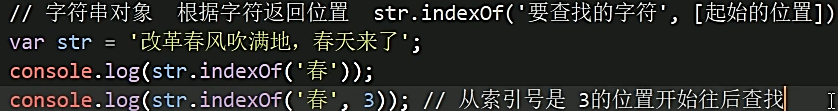 // 字符串对象  根据字符返回位置  str.indexOf('要查找的字符', [起始的位置])
var str = '改革春风吹满地，春天来了';
console.log(str.indexOf('春'));
console.log(str.indexOf('春', 3)); // 从索引号是 3的位置开始往后查找